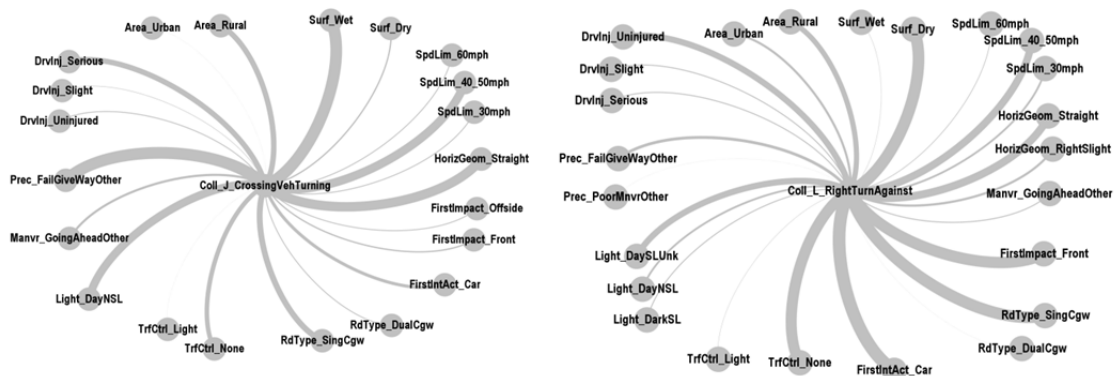 Area_Urban
Area_Rural
Surf_Wet
Surf_Dry
SpdLim_60mph
SpdLim_40_50mph
SpdLim_30mph
HorizGeom_Straight
FirstImpact_Offside
FirstImpact_Front
FirstIntAct_Car
RdType_DualCgw
RdType_SingCgw
TrfCtrl_None
TrfCtrl_Light
Light_DayNSL
Manvr_GoingAheadOther
Prec_FailGiveWayOther
DrvInj_Uninjured
DrvInj_Slight
DrvInj_Serious
Coll_J_CrossingVehTurning
DrvInj_Uninjured
Area_Urban
Area_Rural
Surf_Wet
Surf_Dry
SpdLim_60mph
SpdLim_40_50mph
SpdLim_30mph
HorizGeom_Straight
HorizGeom_RightSlight
Manvr_GoingAheadOther
FirstImpact_Front
RdType_SingCgw
RdType_DualCgw
FirstIntAct_Car
TrfCtrl_None
TrfCtrl_Light
Light_DarkSL
Light_DayNSL
Light_DaySLUnk
Prec_PoorMnvrOther
Prec_FailGiveWayOther
DrvInj_Serious
DrvInj_Slight
Coll_L_RightTurnAgainst